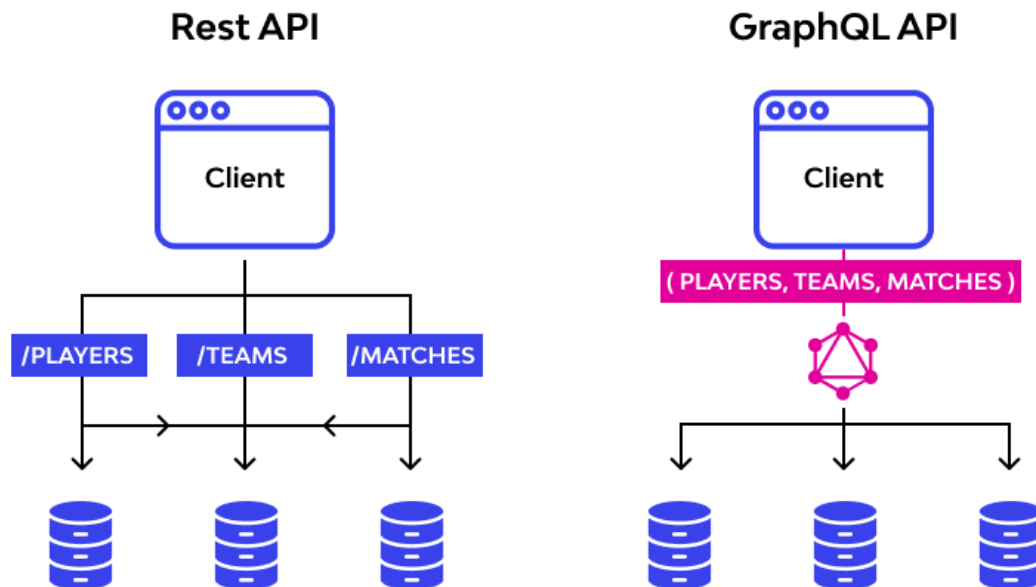 Rest API
GraphQL API
Client
Client
( PLAYERS, TEAMS, MATCHES )
/PLAYERS
/TEAMS
/MATCHES